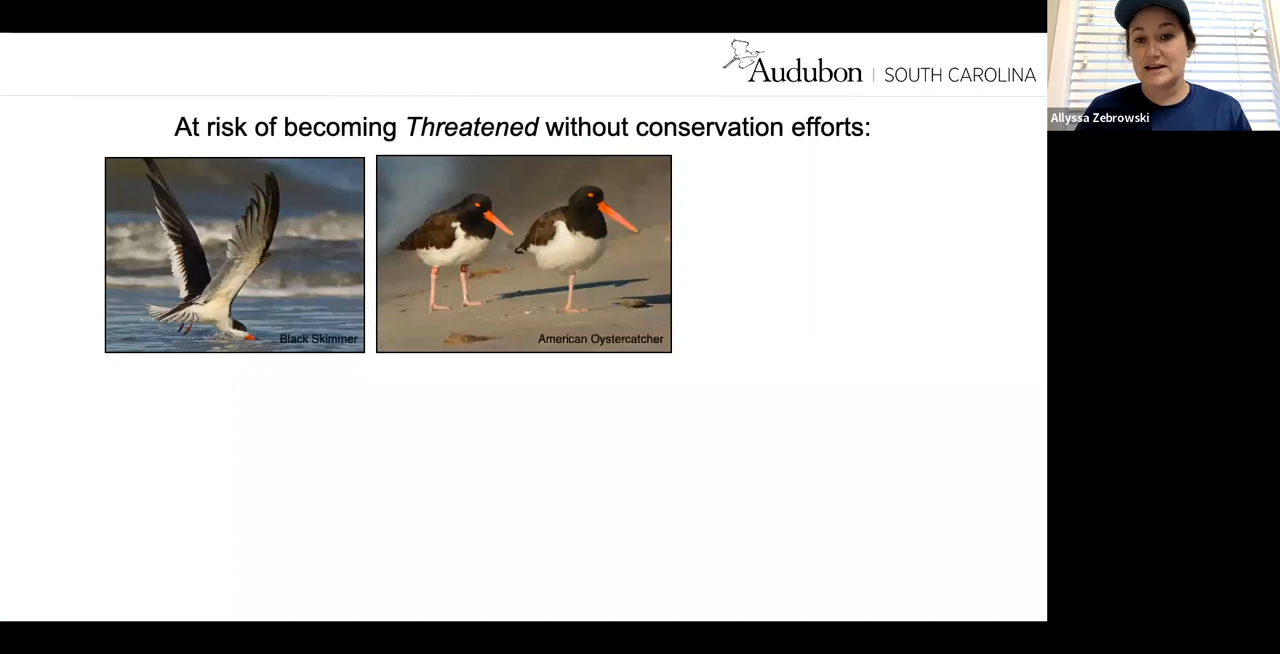 Audubon | SOUTH CAROLINA
Allyssa Zebrowski
At risk of becoming Threatened without conservation efforts:
Black Skimmer
American Oystercatcher